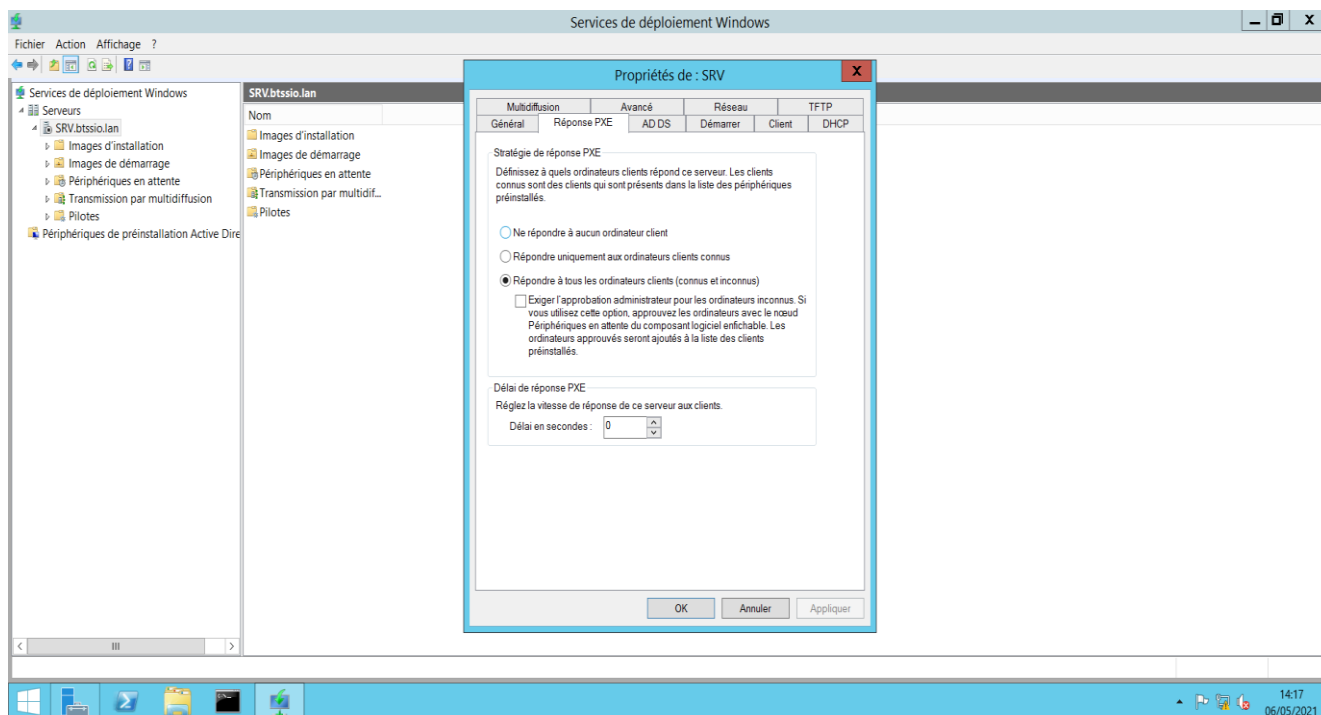 Services de déploiement Windows
Fichier Action Affichage ?
Services de déploiement Windows
Serveurs
SRV.btssio.lan
Images d'installation
Images de démarrage
Périphériques en attente
Transmission par multidiffusion
Pilotes
Périphériques de préinstallation Active Dire
SRV.btssio.lan
Nom
Images d'installation
Images de démarrage
Périphériques en attente
Transmission par multidif...
Pilotes
Propriétés de : SRV
X
Multidiffusion Avancé Réseau TFTP
Général Réponse PXE AD DS Démarrer Client DHCP
Stratégie de réponse PXE
Définissez à quels ordinateurs clients répond ce serveur. Les clients
connus sont des clients qui sont présents dans la liste des périphériques
préinstallés.
Ne répondre à aucun ordinateur client
Répondre uniquement aux ordinateurs clients connus
Répondre à tous les ordinateurs clients (connus et inconnus)
Exiger l'approbation administrateur pour les ordinateurs inconnus. Si
vous utilisez cette option, approuvez les ordinateurs avec le nœud
Périphériques en attente du composant logiciel enfichable. Les
ordinateurs approuvés seront ajoutés à la liste des clients
préinstallés.
Délai de réponse PXE
Réglez la vitesse de réponse de ce serveur aux clients.
Délai en secondes : 0
OK Annuler Appliquer
14:17
06/05/2021